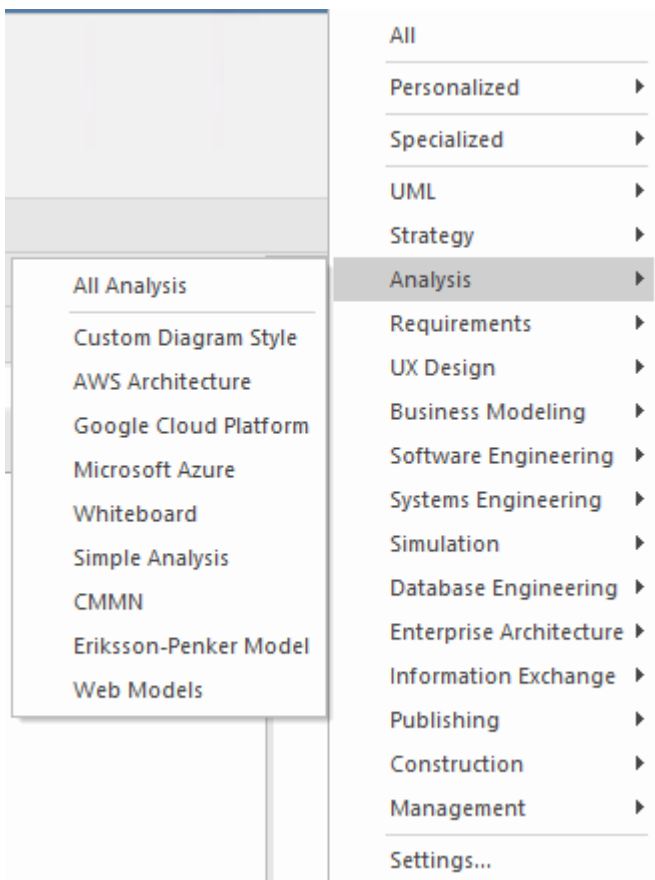 All
Personalized
Specialized
UML
Strategy
Analysis
Requirements
UX Design
Business Modeling
Software Engineering
Systems Engineering
Simulation
Database Engineering
Enterprise Architecture
Information Exchange
Publishing
Construction
Management
Settings...
All Analysis
Custom Diagram Style
AWS Architecture
Google Cloud Platform
Microsoft Azure
Whiteboard
Simple Analysis
CMMN
Eriksson-Penker Model
Web Models